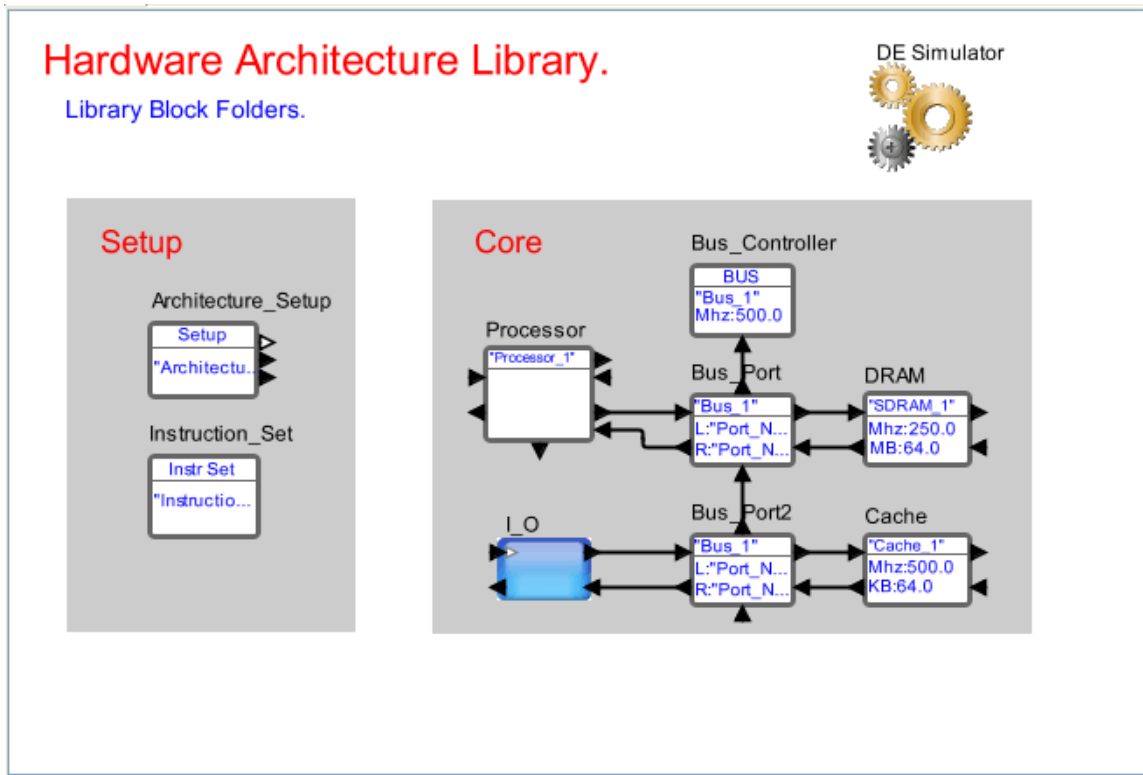 Hardware Architecture Library.
DE Simulator
Library Block Folders.
Setup
Architecture_Setup
Setup
"Architectu..
Instruction_Set
Instr Set
"Instructio...
Core
Bus_Controller
BUS
"Bus_1"
Mhz:500.0
Processor
"Processor_1"
Bus_Port
"Bus_1"
L:"Port_N...
R:"Port_N...
DRAM
"SDRAM_1"
Mhz:250.0
MB:64.0
I_O
Bus_Port2
"Bus_1"
L:"Port_N...
R:"Port_N...
Cache
"Cache_1"
Mhz:500.0
KB:64.0